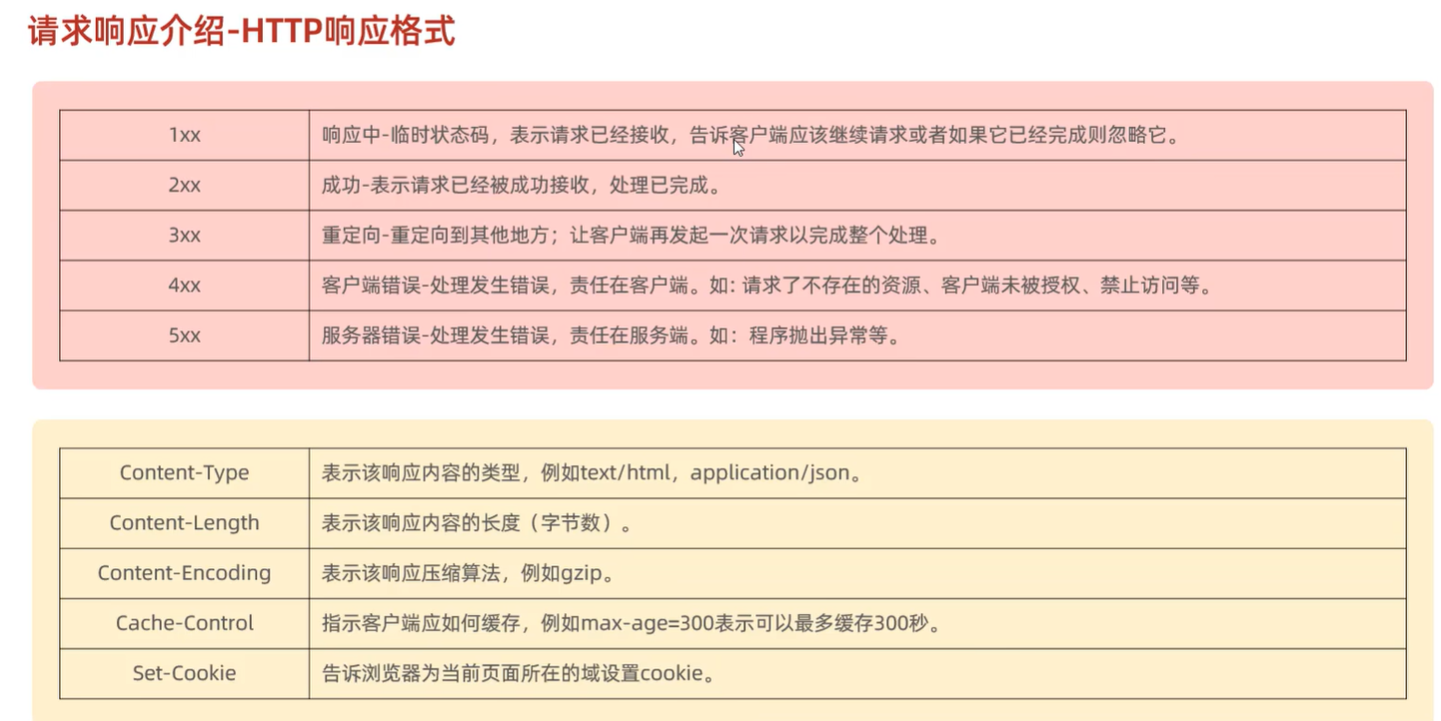 请求响应介绍-HTTP响应格式
1xx 响应中-临时状态码，表示请求已经接收，告诉客户端应该继续请求或者如果它已经完成则忽略它。
2xx 成功-表示请求已经被成功接收，处理已完成。
3xx 重定向-重定向到其他地方；让客户端再发起一次请求以完成整个处理。
4xx 客户端错误-处理发生错误，责任在客户端。如: 请求了不存在的资源、客户端未被授权、禁止访问等。
5xx 服务器错误-处理发生错误，责任在服务端。如：程序抛出异常等。
Content-Type 表示该响应内容的类型，例如text/html，application/json。
Content-Length 表示该响应内容的长度（字节数）。
Content-Encoding 表示该响应压缩算法，例如gzip。
Cache-Control 指示客户端应如何缓存，例如max-age=300表示可以最多缓存300秒。
Set-Cookie 告诉浏览器为当前页面所在的域设置cookie。